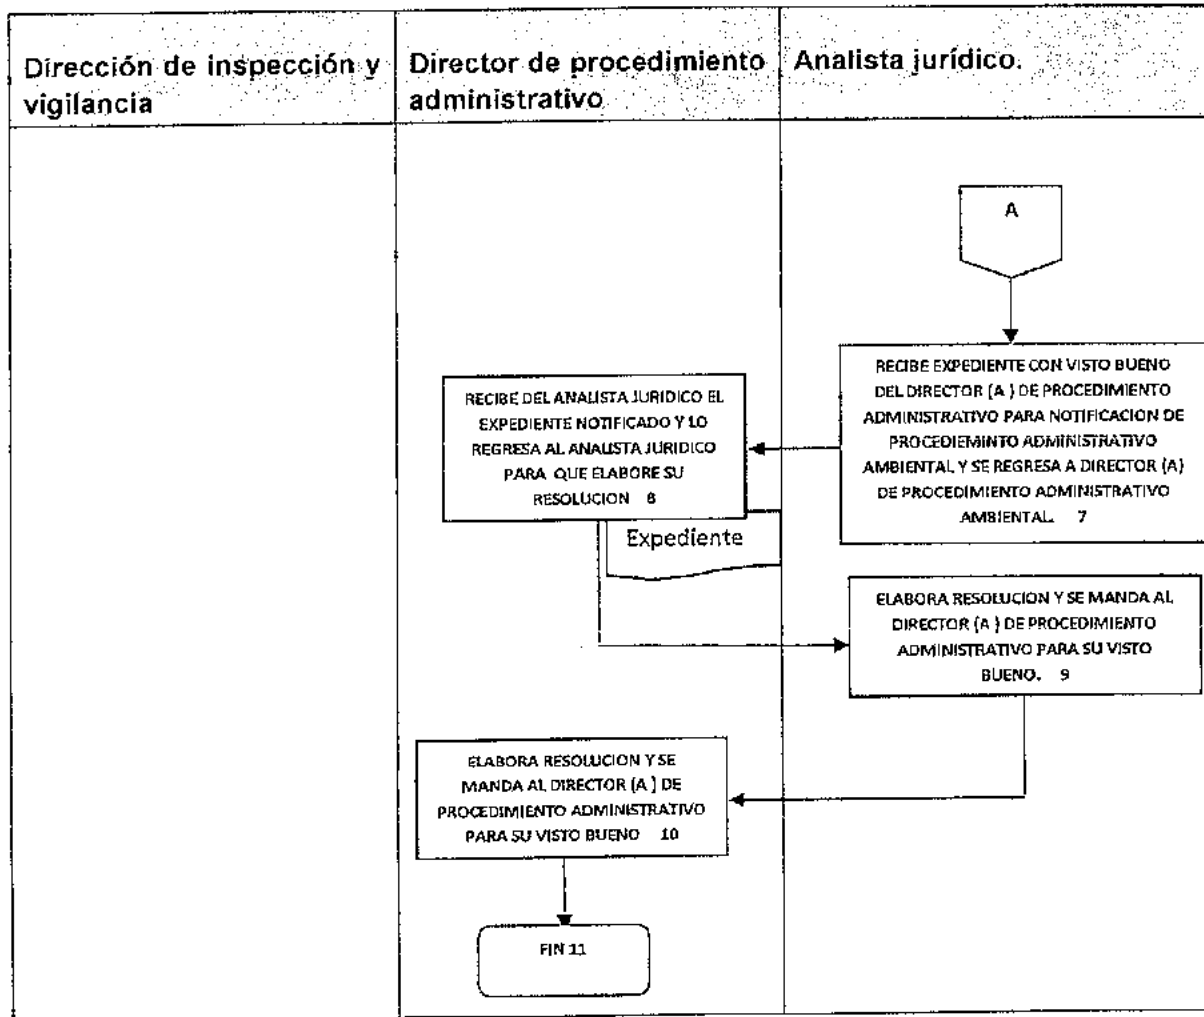 Dirección de inspección y
vigilancia
Director de procedimiento
administrativo
Analista jurídico.
A
RECIBE EXPEDIENTE CON VISTO BUENO
DEL DIRECTOR (A ) DE PROCEDIMIENTO
ADMINISTRATIVO PARA NOTIFICACION DE
PROCEDIEMINTO ADMINISTRATIVO
AMBIENTAL Y SE REGRESA A DIRECTOR (A)
DE PROCEDIMIENTO ADMINISTRATIVO
AMBIENTAL. 7
RECIBE DEL ANALISTA JURIDICO EL
EXPEDIENTE NOTIFICADO Y LO
REGRESA AL ANALISTA JURIDICO
PARA QUE ELABORE SU
RESOLUCION 8
Expediente
ELABORA RESOLUCION Y SE MANDA AL
DIRECTOR (A ) DE PROCEDIMIENTO
ADMINISTRATIVO PARA SU VISTO
BUENO. 9
ELABORA RESOLUCION Y SE
MANDA AL DIRECTOR (A ) DE
PROCEDIMIENTO ADMINISTRATIVO
PARA SU VISTO BUENO 10
FIN 11